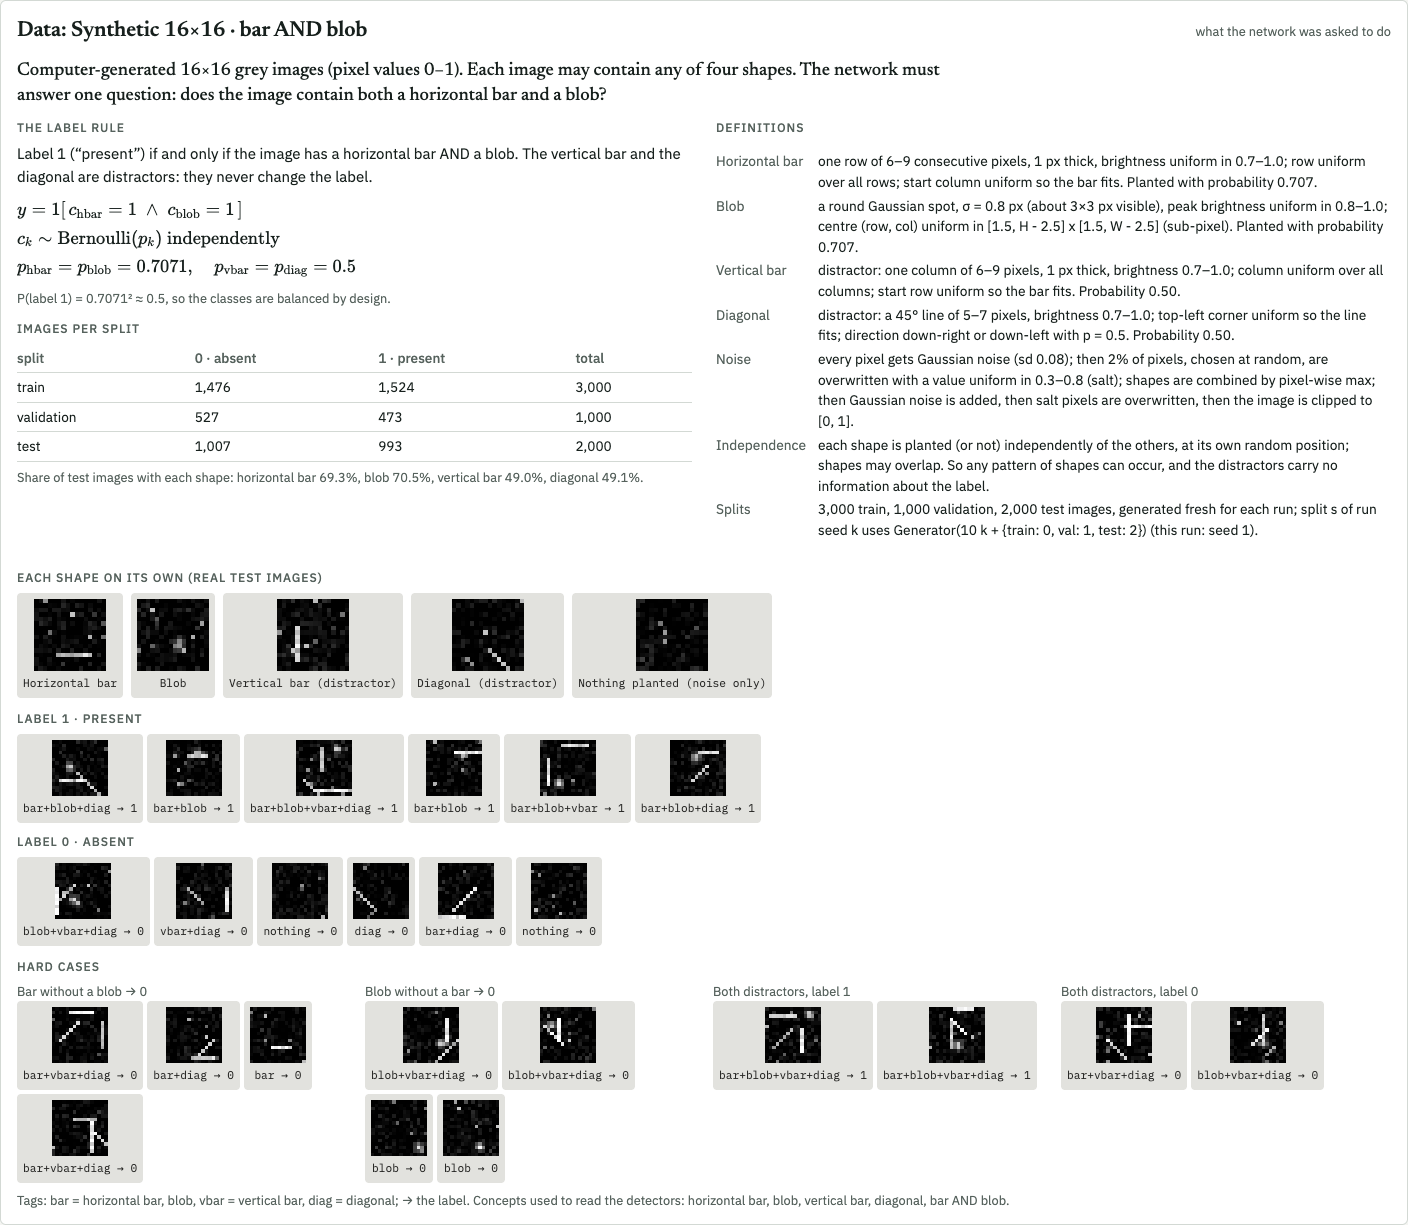 Data: Synthetic 16×16 · bar AND blob
what the network was asked to do
Computer-generated 16×16 grey images (pixel values 0–1). Each image may contain any of four shapes. The network must
answer one question: does the image contain both a horizontal bar and a blob?
THE LABEL RULE
Label 1 (“present”) if and only if the image has a horizontal bar AND a blob. The vertical bar and the
diagonal are distractors: they never change the label.
y = 1[ c_hbar = 1 ∧ c_blob = 1 ]
c_k ∼ Bernoulli(p_k) independently
p_hbar = p_blob = 0.7071, p_vbar = p_diag = 0.5
P(label 1) = 0.7071² ≈ 0.5, so the classes are balanced by design.
IMAGES PER SPLIT
split 0 · absent 1 · present total
train 1,476 1,524 3,000
validation 527 473 1,000
test 1,007 993 2,000
Share of test images with each shape: horizontal bar 69.3%, blob 70.5%, vertical bar 49.0%, diagonal 49.1%.
DEFINITIONS
Horizontal bar one row of 6–9 consecutive pixels, 1 px thick, brightness uniform in 0.7–1.0; row uniform
over all rows; start column uniform so the bar fits. Planted with probability 0.707.
Blob a round Gaussian spot, σ = 0.8 px (about 3×3 px visible), peak brightness uniform in 0.8–1.0;
centre (row, col) uniform in [1.5, H - 2.5] x [1.5, W - 2.5] (sub-pixel). Planted with probability
0.707.
Vertical bar distractor: one column of 6–9 pixels, 1 px thick, brightness 0.7–1.0; column uniform over all
columns; start row uniform so the bar fits. Probability 0.50.
Diagonal distractor: a 45° line of 5–7 pixels, brightness 0.7–1.0; top-left corner uniform so the line
fits; direction down-right or down-left with p = 0.5. Probability 0.50.
Noise every pixel gets Gaussian noise (sd 0.08); then 2% of pixels, chosen at random, are
overwritten with a value uniform in 0.3–0.8 (salt); shapes are combined by pixel-wise max;
then Gaussian noise is added, then salt pixels are overwritten, then the image is clipped to
[0, 1].
Independence each shape is planted (or not) independently of the others, at its own random position;
shapes may overlap. So any pattern of shapes can occur, and the distractors carry no
information about the label.
Splits 3,000 train, 1,000 validation, 2,000 test images, generated fresh for each run; split s of run
seed k uses Generator(10 k + {train: 0, val: 1, test: 2}) (this run: seed 1).
EACH SHAPE ON ITS OWN (REAL TEST IMAGES)
Horizontal bar Blob Vertical bar (distractor) Diagonal (distractor) Nothing planted (noise only)
LABEL 1 · PRESENT
bar+blob+diag → 1 bar+blob → 1 bar+blob+vbar+diag → 1 bar+blob → 1 bar+blob+vbar → 1 bar+blob+diag → 1
LABEL 0 · ABSENT
blob+vbar+diag → 0 vbar+diag → 0 nothing → 0 diag → 0 bar+diag → 0 nothing → 0
HARD CASES
Bar without a blob → 0
bar+vbar+diag → 0 bar+diag → 0 bar → 0
bar+vbar+diag → 0
Blob without a bar → 0
blob+vbar+diag → 0 blob+vbar+diag → 0
blob → 0 blob → 0
Both distractors, label 1
bar+blob+vbar+diag → 1 bar+blob+vbar+diag → 1
Both distractors, label 0
bar+vbar+diag → 0 blob+vbar+diag → 0
Tags: bar = horizontal bar, blob, vbar = vertical bar, diag = diagonal; → the label. Concepts used to read the detectors: horizontal bar, blob, vertical bar, diagonal, bar AND blob.